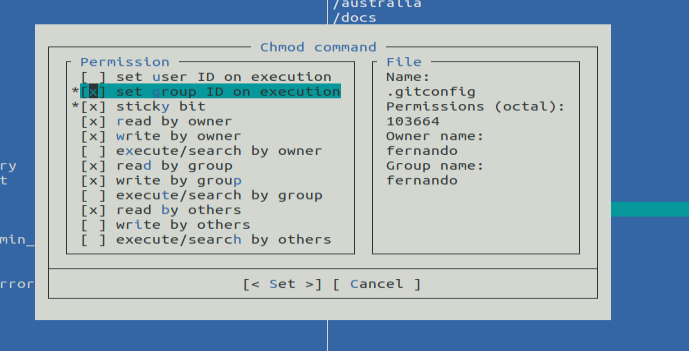 /australia
/docs
Chmod command
Permission
[ ] set user ID on execution
*[x] set group ID on execution
*[x] sticky bit
[x] read by owner
[x] write by owner
[ ] execute/search by owner
[x] read by group
[x] write by group
[ ] execute/search by group
[x] read by others
[ ] write by others
[ ] execute/search by others
File
Name:
.gitconfig
Permissions (octal):
103664
Owner name:
fernando
Group name:
fernando
ry
t
min_
rror
[< Set >] [ Cancel ]